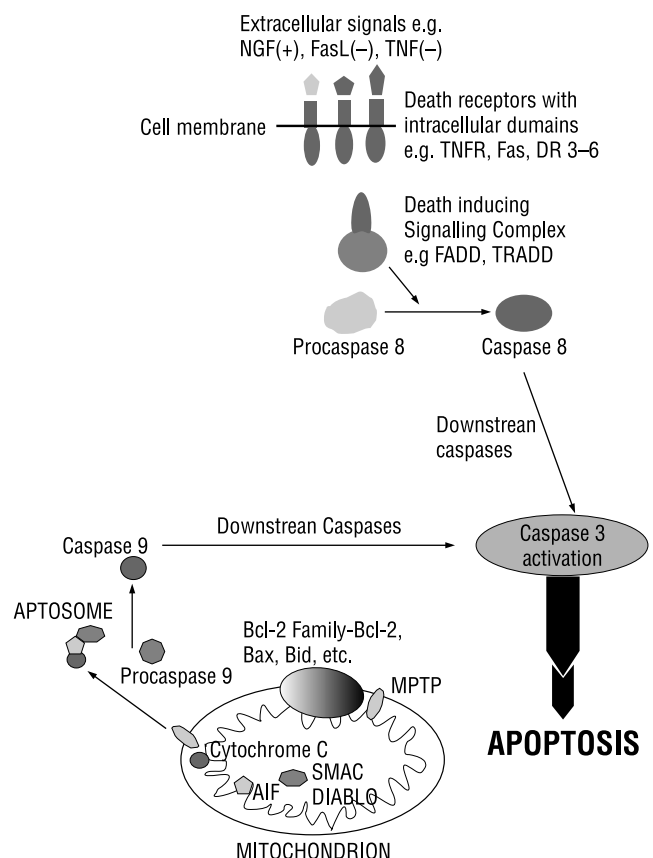 Extracellular signals e.g.
NGF(+), FasL(–), TNF(–)
Cell membrane
Death receptors with
intracellular dumains
e.g. TNFR, Fas, DR 3–6
Death inducing
Signalling Complex
e.g FADD, TRADD
Procaspase 8
Caspase 8
Downstrean
caspases
Downstrean Caspases
Caspase 9
Caspase 3
activation
APTOSOME
Procaspase 9
Bcl-2 Family-Bcl-2,
Bax, Bid, etc.
MPTP
Cytochrome C
SMAC
AIF
DIABLO
APOPTOSIS
MITOCHONDRION